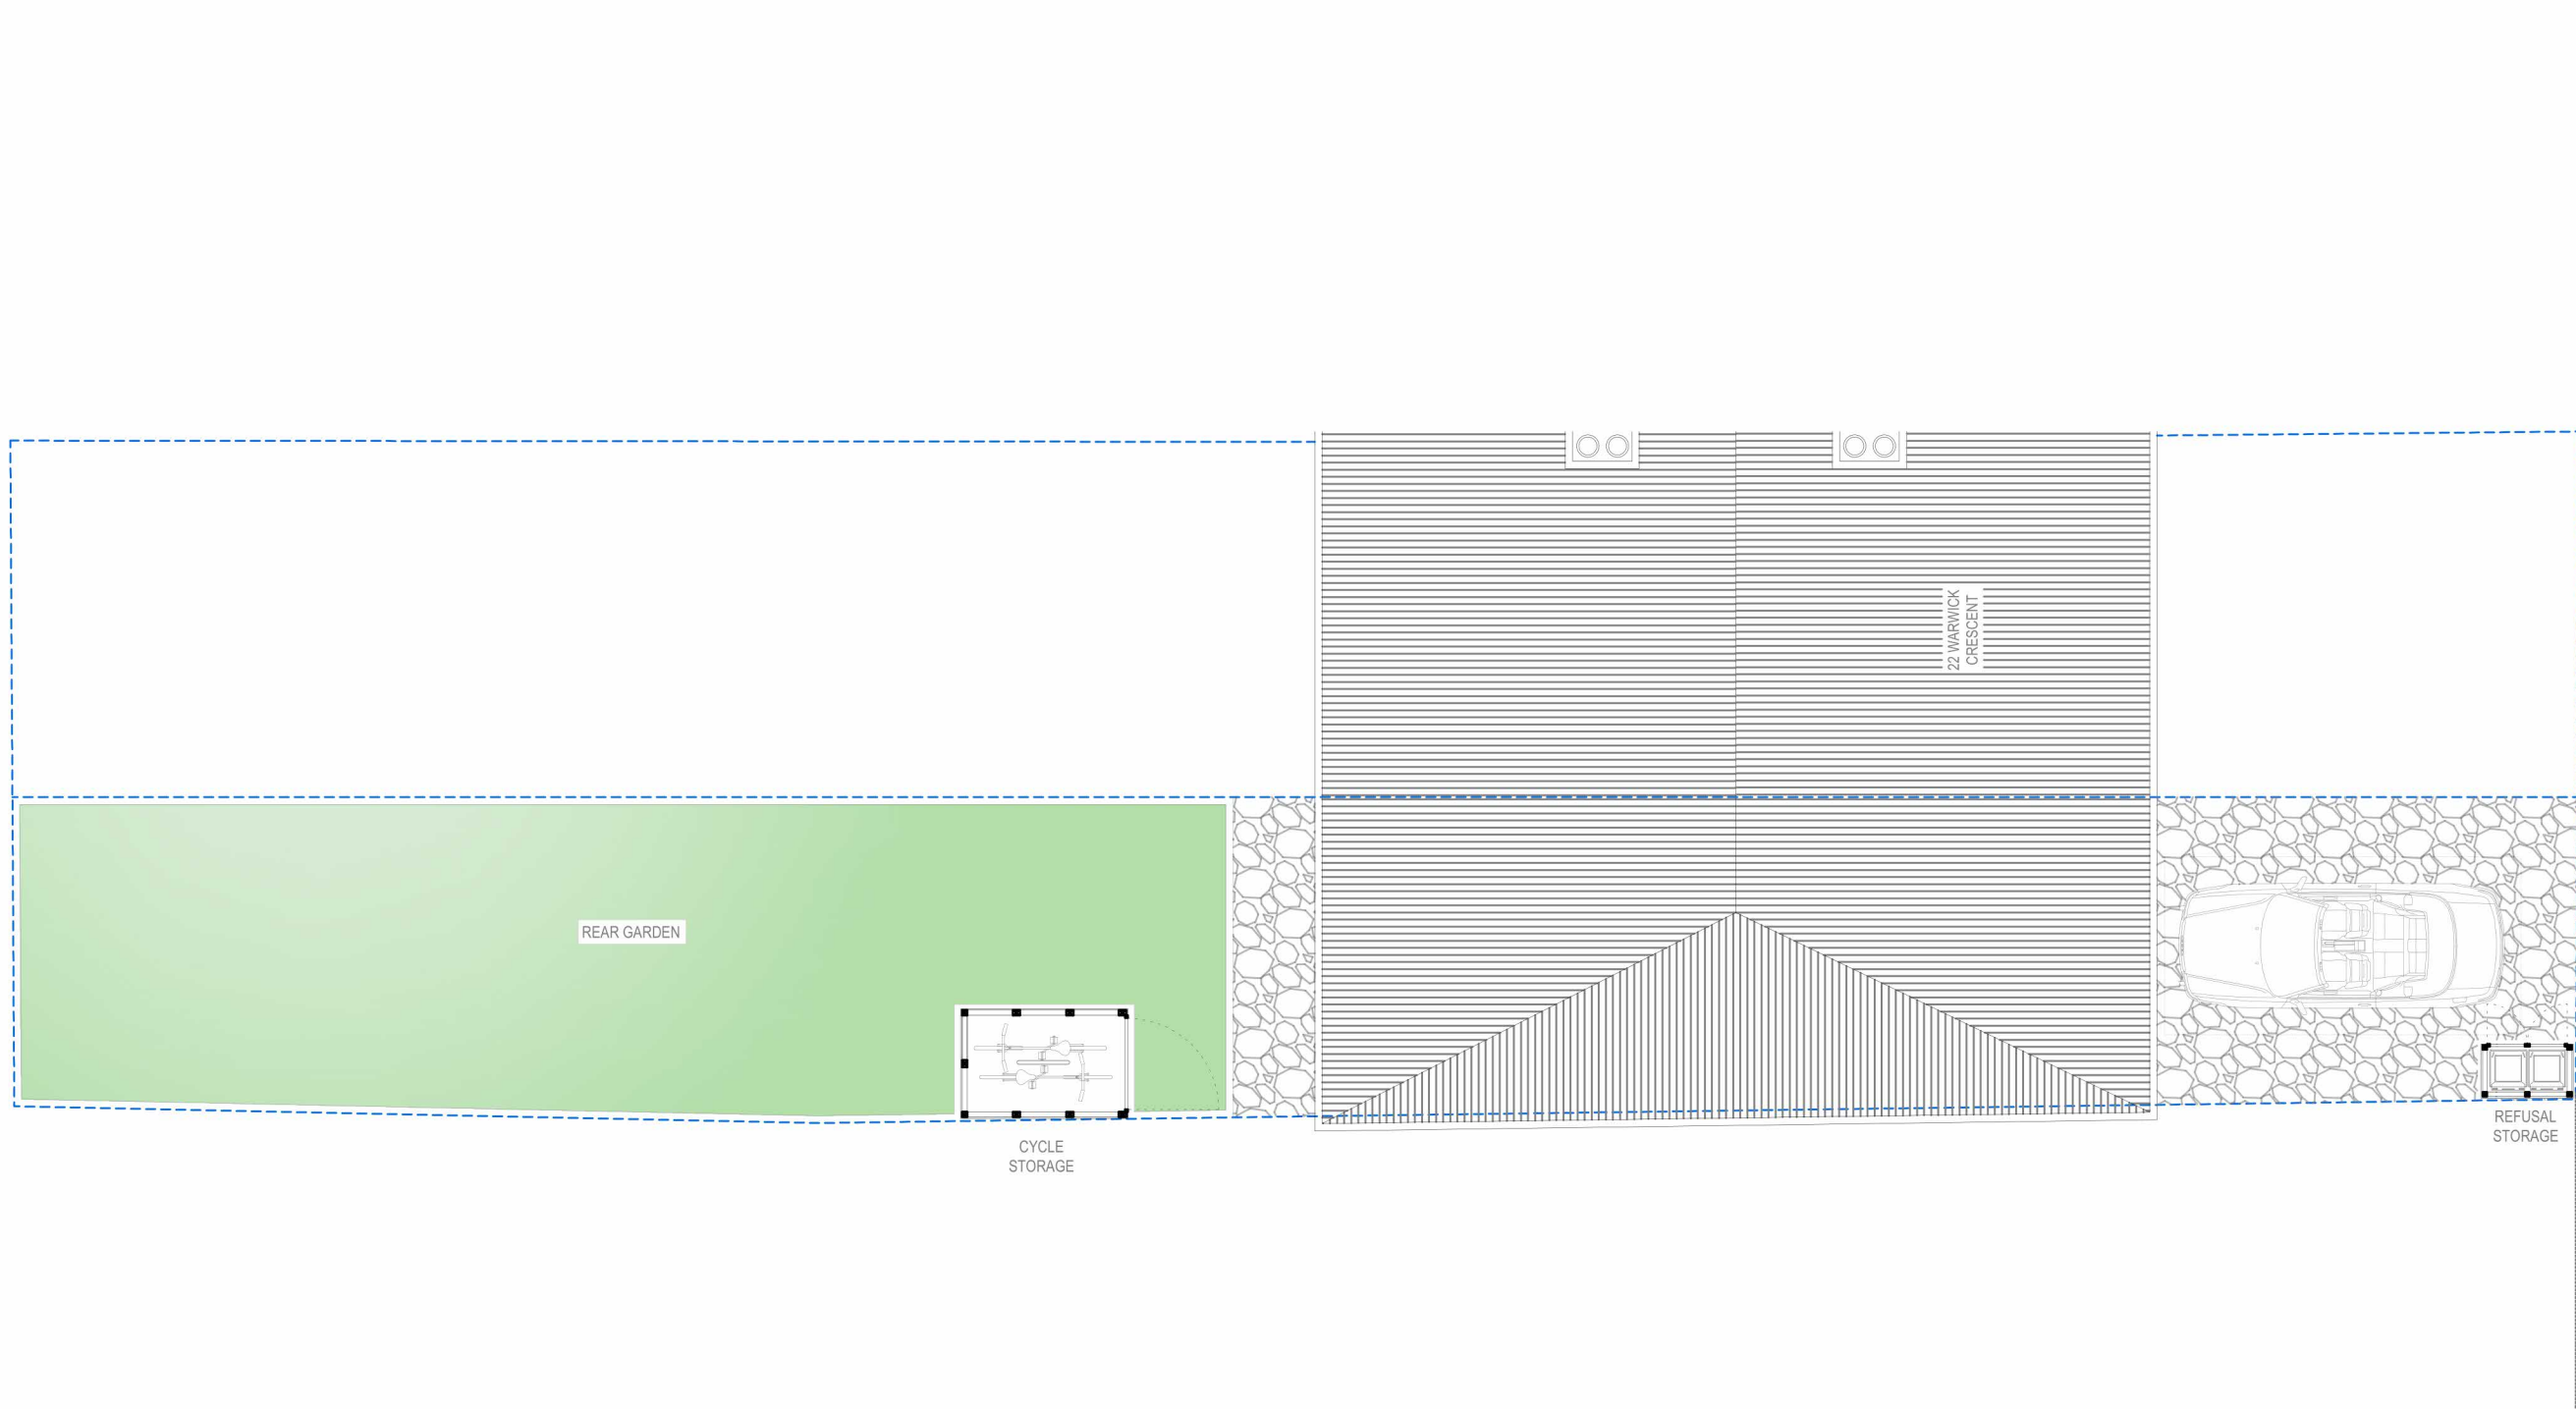 22 WARWICK
CRESCENT
REAR GARDEN
CYCLE
STORAGE
REFUSAL
STORAGE